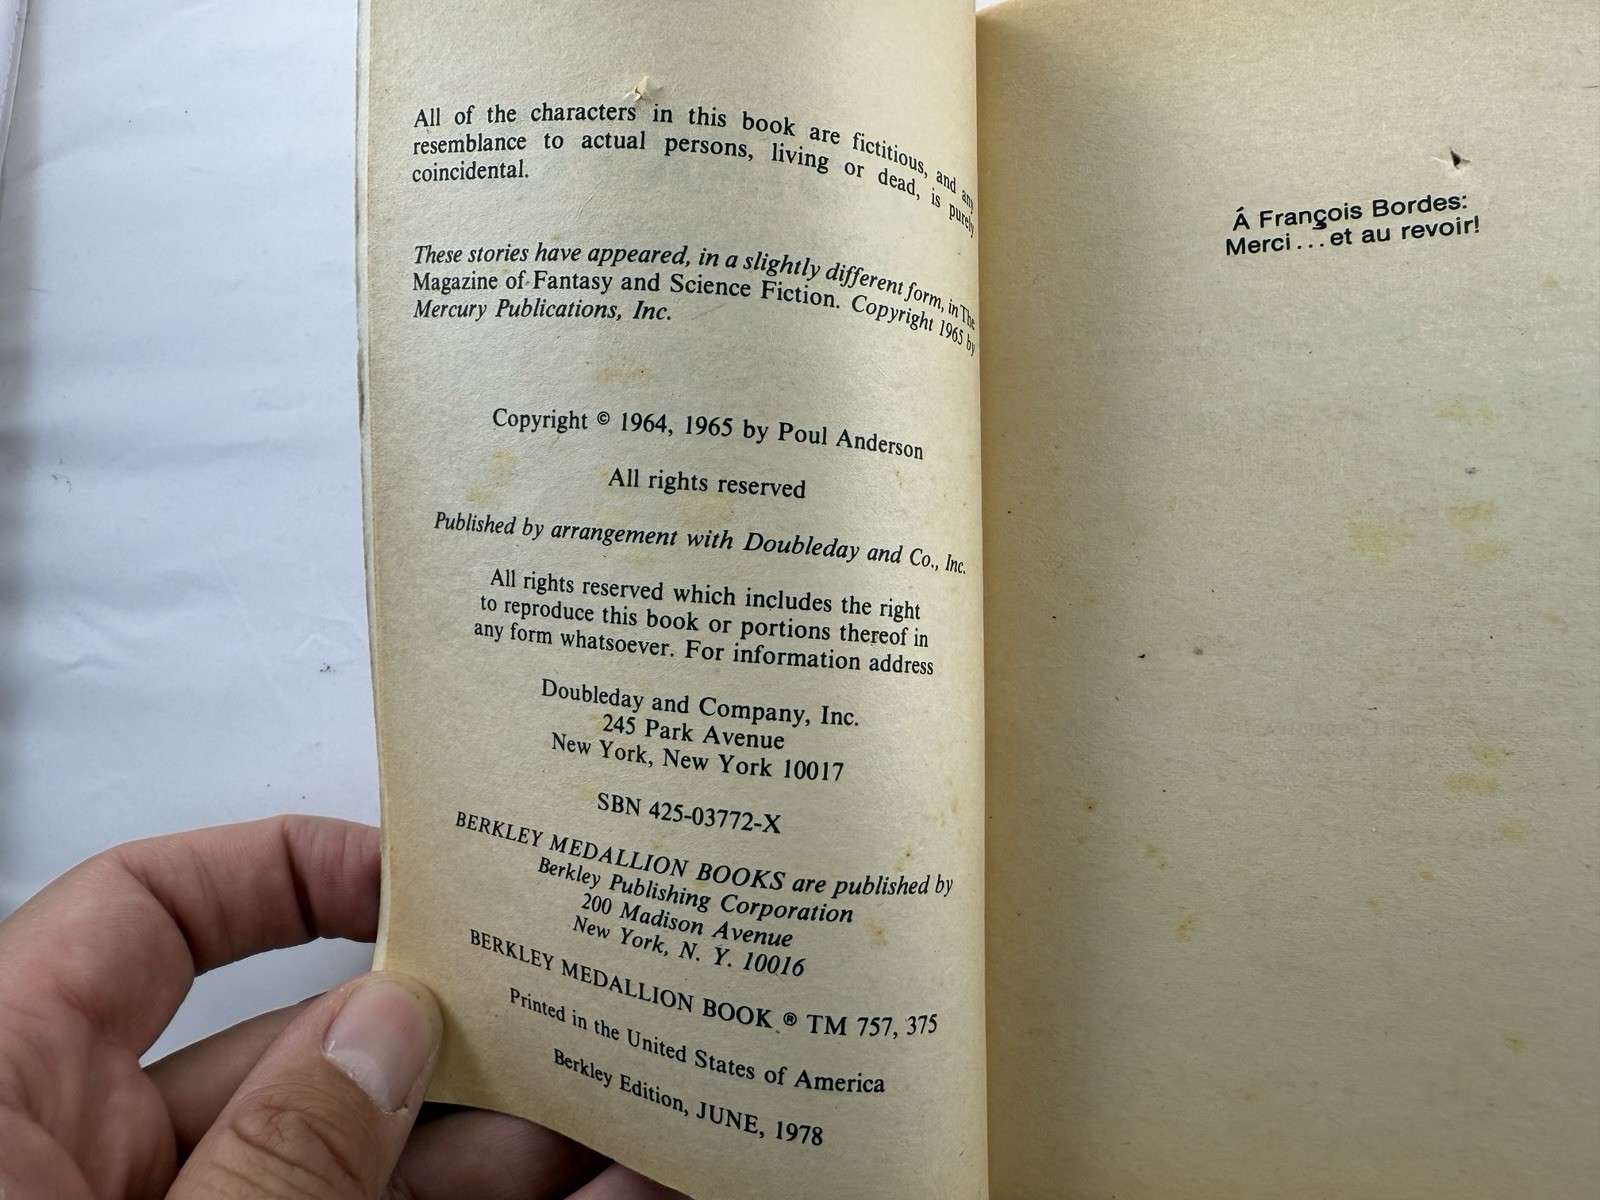 All of the characters in this book are fictitious, and any
resemblance to actual persons, living or dead, is purely
coincidental.
These stories have appeared, in a slightly different form, in The
Magazine of Fantasy and Science Fiction. Copyright 1965 by
Mercury Publications, Inc.
Copyright © 1964, 1965 by Poul Anderson
All rights reserved
Published by arrangement with Doubleday and Co., Inc.
All rights reserved which includes the right
to reproduce this book or portions thereof in
any form whatsoever. For information address
Doubleday and Company, Inc.
245 Park Avenue
New York, New York 10017
SBN 425-03772-X
BERKLEY MEDALLION BOOKS are published by
Berkley Publishing Corporation
200 Madison Avenue
New York, N. Y. 10016
BERKLEY MEDALLION BOOK ® TM 757, 375
Printed in the United States of America
Berkley Edition, JUNE, 1978
Á François Bordes:
Merci...et au revoir!